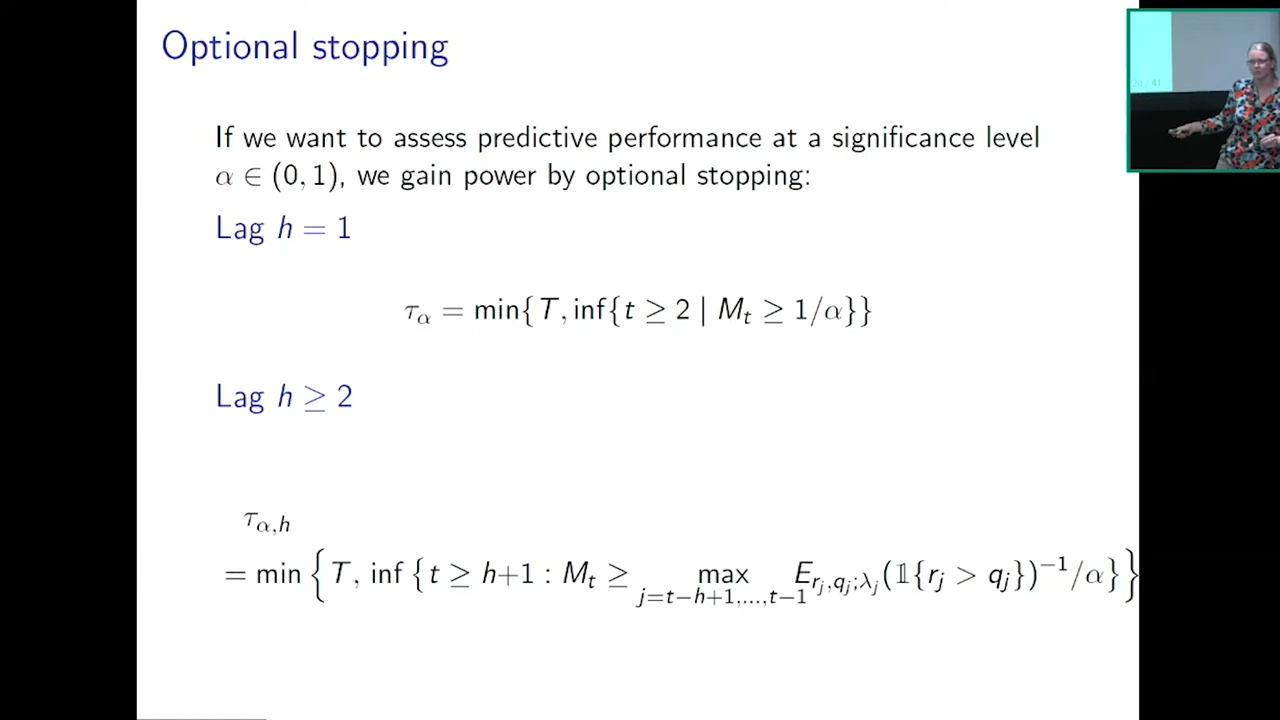 Optional stopping
If we want to assess predictive performance at a significance level
α ∈ (0, 1), we gain power by optional stopping:
Lag h = 1
τ_α = min{T, inf{t ≥ 2 | M_t ≥ 1/α}}
Lag h ≥ 2
τ_{α,h}
= min { T, inf {t ≥ h+1 : M_t ≥ max_{j=t−h+1,...,t−1} E_{r_j,q_j;λ_j}(𝟙{r_j > q_j})^{−1}/α} }